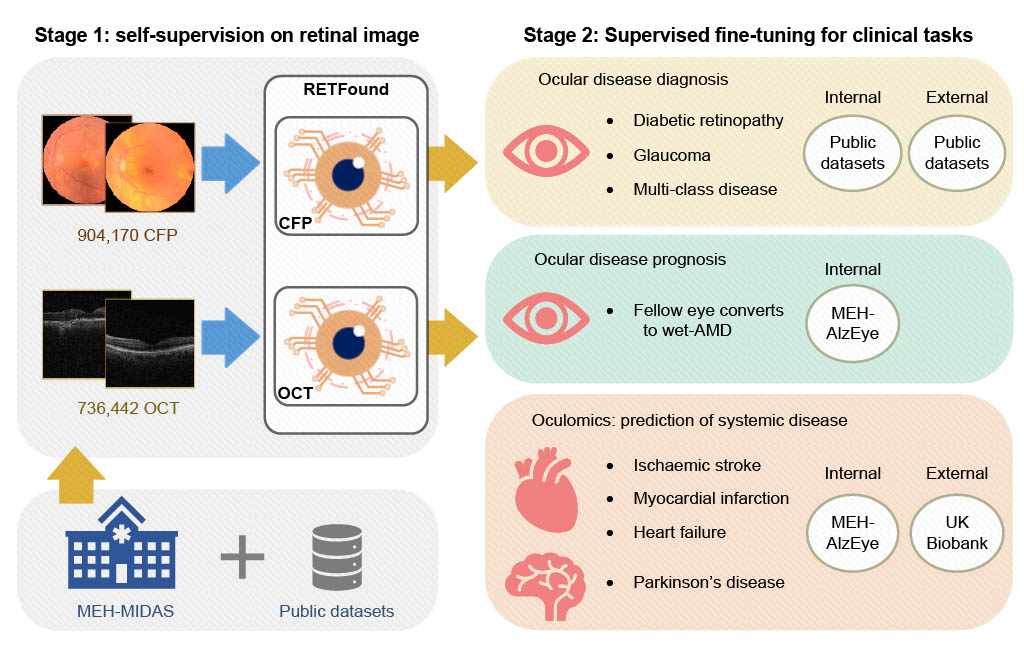 Stage 1: self-supervision on retinal image
RETFound
904,170 CFP
CFP
736,442 OCT
OCT
MEH-MIDAS
Public datasets
Stage 2: Supervised fine-tuning for clinical tasks
Ocular disease diagnosis
• Diabetic retinopathy
• Glaucoma
• Multi-class disease
Internal
Public
datasets
External
Public
datasets
Ocular disease prognosis
• Fellow eye converts
to wet-AMD
Internal
MEH-
AlzEye
Oculomics: prediction of systemic disease
• Ischaemic stroke
• Myocardial infarction
• Heart failure
• Parkinson’s disease
Internal
MEH-
AlzEye
External
UK
Biobank